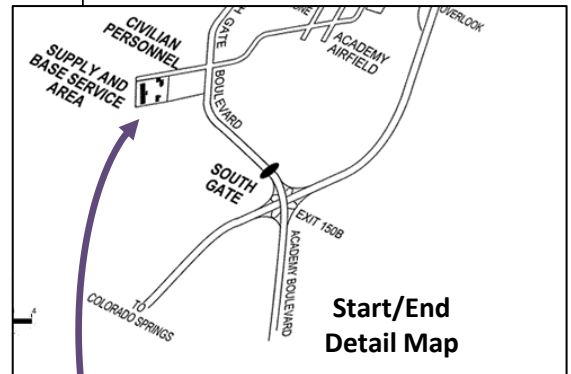 OVERLOOK
CIVILIAN
PERSONNEL
ACADEMY
AIRFIELD
SUPPLY AND
BASE SERVICE
AREA
GATE
BOULEVARD
SOUTH
GATE
EXIT 150B
ACADEMY BOULEVARD
TO
COLORADO SPRINGS
Start/End
Detail Map